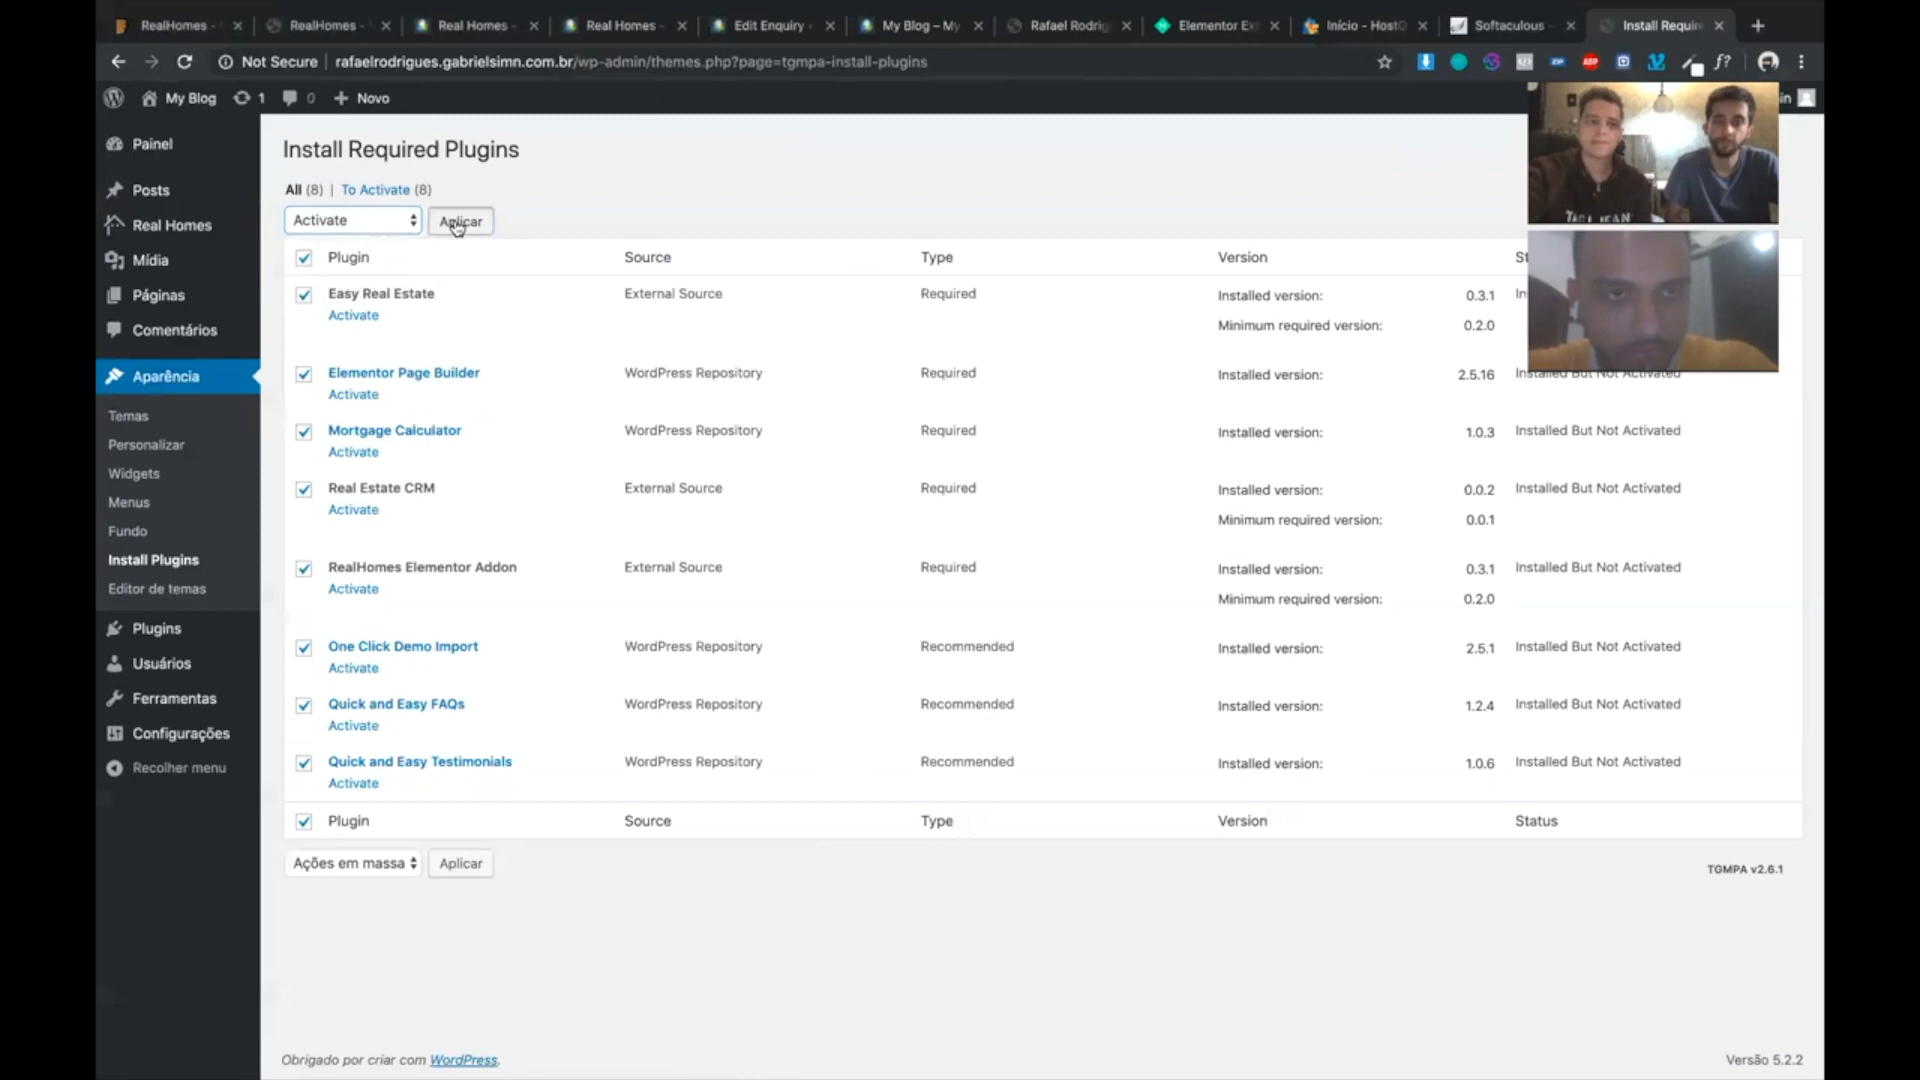 RealHomes -
RealHomes -
Real Homes -
Real Homes -
Edit Enquiry
My Blog – My
Rafael Rodrig
Elementor Ex
Início - Host
Softaculous -
Install Require
Not Secure | rafaelrodrigues.gabrielsimn.com.br/wp-admin/themes.php?page=tgmpa-install-plugins
My Blog 1 0 + Novo
in
Painel
Posts
Real Homes
Mídia
Páginas
Comentários
Aparência
Temas
Personalizar
Widgets
Menus
Fundo
Install Plugins
Editor de temas
Plugins
Usuários
Ferramentas
Configurações
Recolher menu
Install Required Plugins
All (8) | To Activate (8)
Activate Aplicar
Plugin Source Type Version St
Easy Real Estate External Source Required Installed version: 0.3.1 In
Activate Minimum required version: 0.2.0
Elementor Page Builder WordPress Repository Required Installed version: 2.5.16 Installed But Not Activated
Activate
Mortgage Calculator WordPress Repository Required Installed version: 1.0.3 Installed But Not Activated
Activate
Real Estate CRM External Source Required Installed version: 0.0.2 Installed But Not Activated
Activate Minimum required version: 0.0.1
RealHomes Elementor Addon External Source Required Installed version: 0.3.1 Installed But Not Activated
Activate Minimum required version: 0.2.0
One Click Demo Import WordPress Repository Recommended Installed version: 2.5.1 Installed But Not Activated
Activate
Quick and Easy FAQs WordPress Repository Recommended Installed version: 1.2.4 Installed But Not Activated
Activate
Quick and Easy Testimonials WordPress Repository Recommended Installed version: 1.0.6 Installed But Not Activated
Activate
Plugin Source Type Version Status
Ações em massa Aplicar
TGMPA v2.6.1
Obrigado por criar com WordPress.
Versão 5.2.2